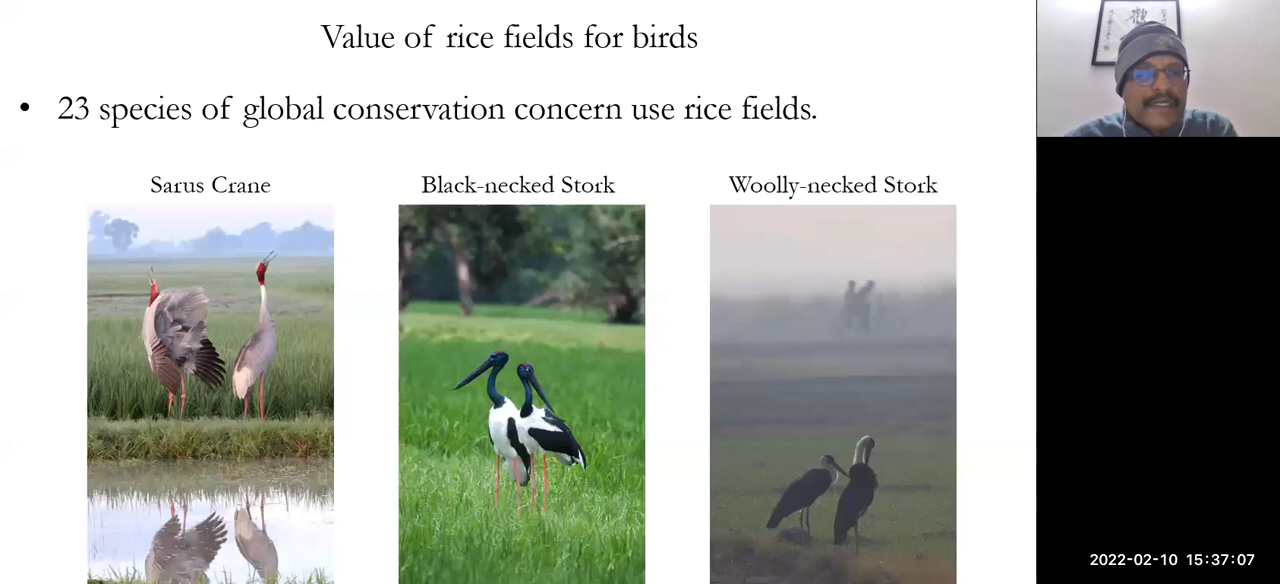 Value of rice fields for birds
• 23 species of global conservation concern use rice fields.
Sarus Crane
Black-necked Stork
Woolly-necked Stork
2022-02-10 15:37:07